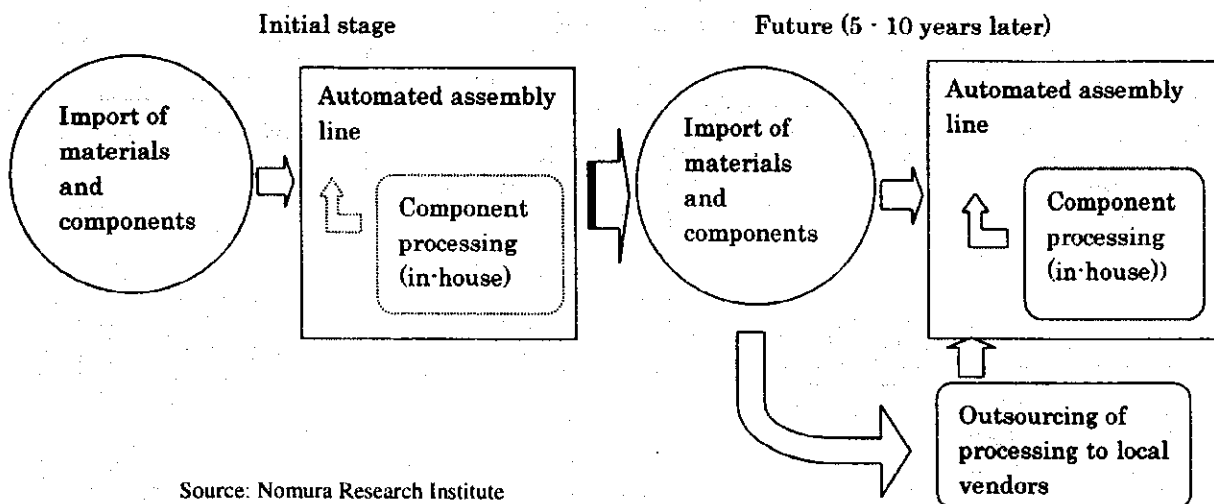 Initial stage
Import of
materials
and
components
Automated assembly
line
Component
processing
(in-house)
Future (5 - 10 years later)
Import of
materials
and
components
Automated assembly
line
Component
processing
(in-house))
Outsourcing of
processing to local
vendors
Source: Nomura Research Institute